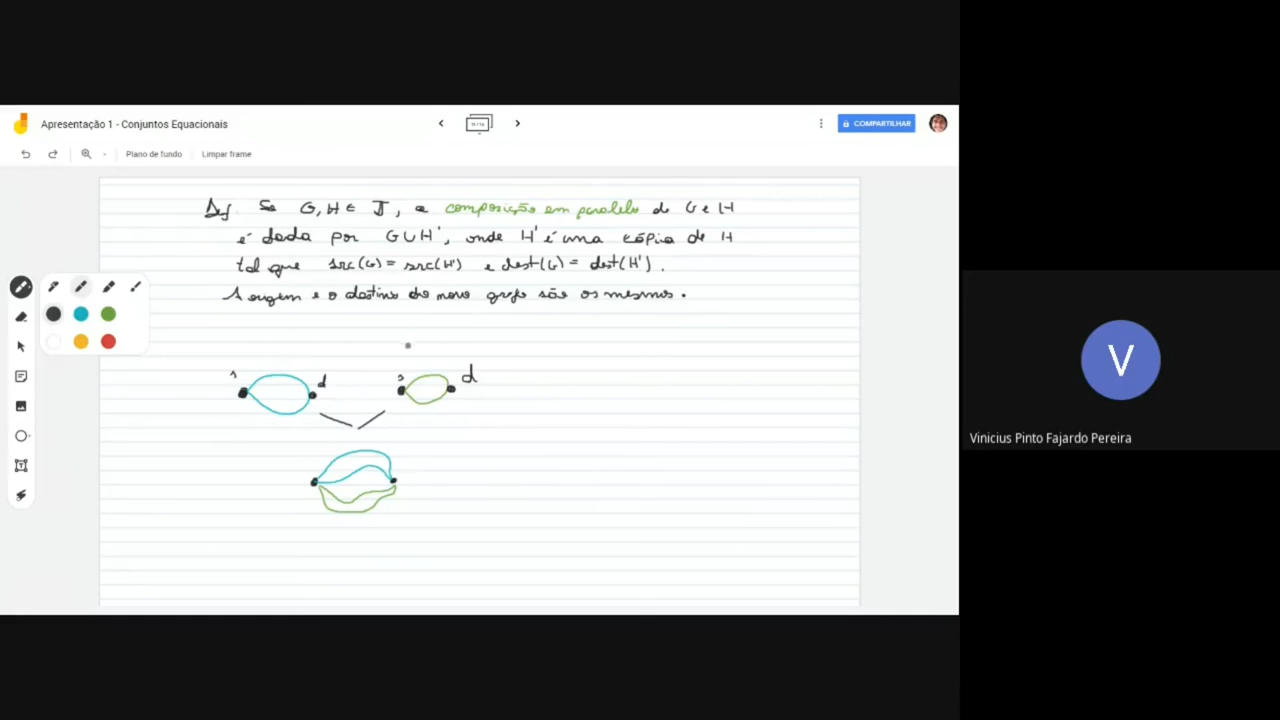 Apresentação 1 - Conjuntos Equacionais
COMPARTILHAR
Plano de fundo
Limpar frame
Def. Se G, H ∈ J, a composição em paralelo de G e H
é dada por G ∪ H', onde H' é uma cópia de H
tal que src(G) = src(H') e dest(G) = dest(H').
A origem e o destino do novo grafo são os mesmos.
s d s d
V
Vinicius Pinto Fajardo Pereira